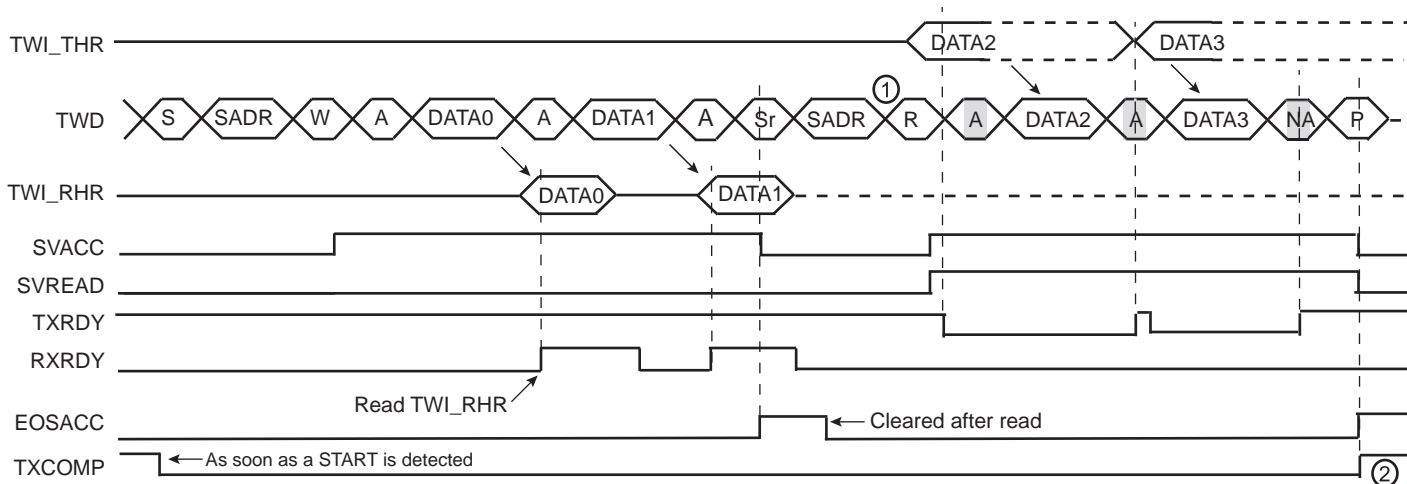 TWI_THR DATA2 DATA3
①
TWD S SADR W A DATA0 A DATA1 A Sr SADR R A DATA2 A DATA3 NA P
TWI_RHR DATA0 DATA1
SVACC
SVREAD
TXRDY
RXRDY
Read TWI_RHR
EOSACC Cleared after read
As soon as a START is detected
TXCOMP ②